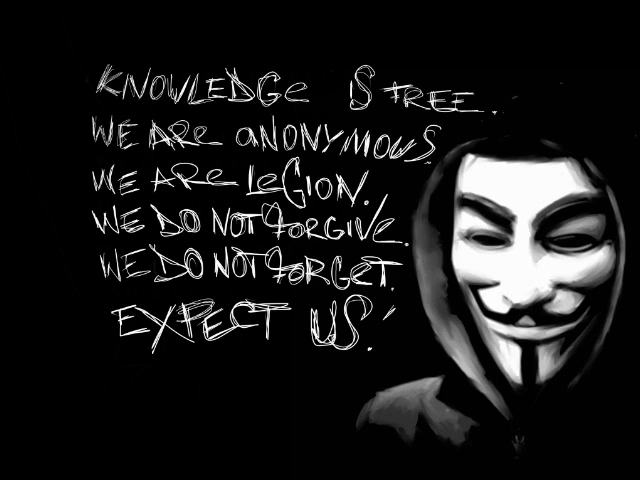 KNOWLEDGe IS FREE.
WE ARe aNONYMOUS.
WE ARe LeGION.
WE DO NOT FORGIVe.
WE DO NOT FORGeT.
EXPECT US.